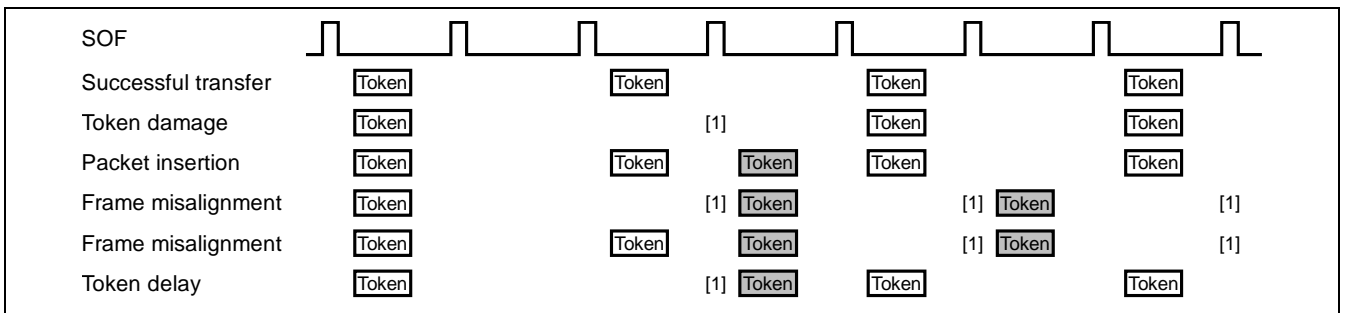 SOF
Successful transfer Token Token Token Token
Token damage Token [1] Token Token
Packet insertion Token Token Token Token Token
Frame misalignment Token [1] Token [1] Token [1]
Frame misalignment Token Token Token [1] Token [1]
Token delay Token [1] Token Token Token